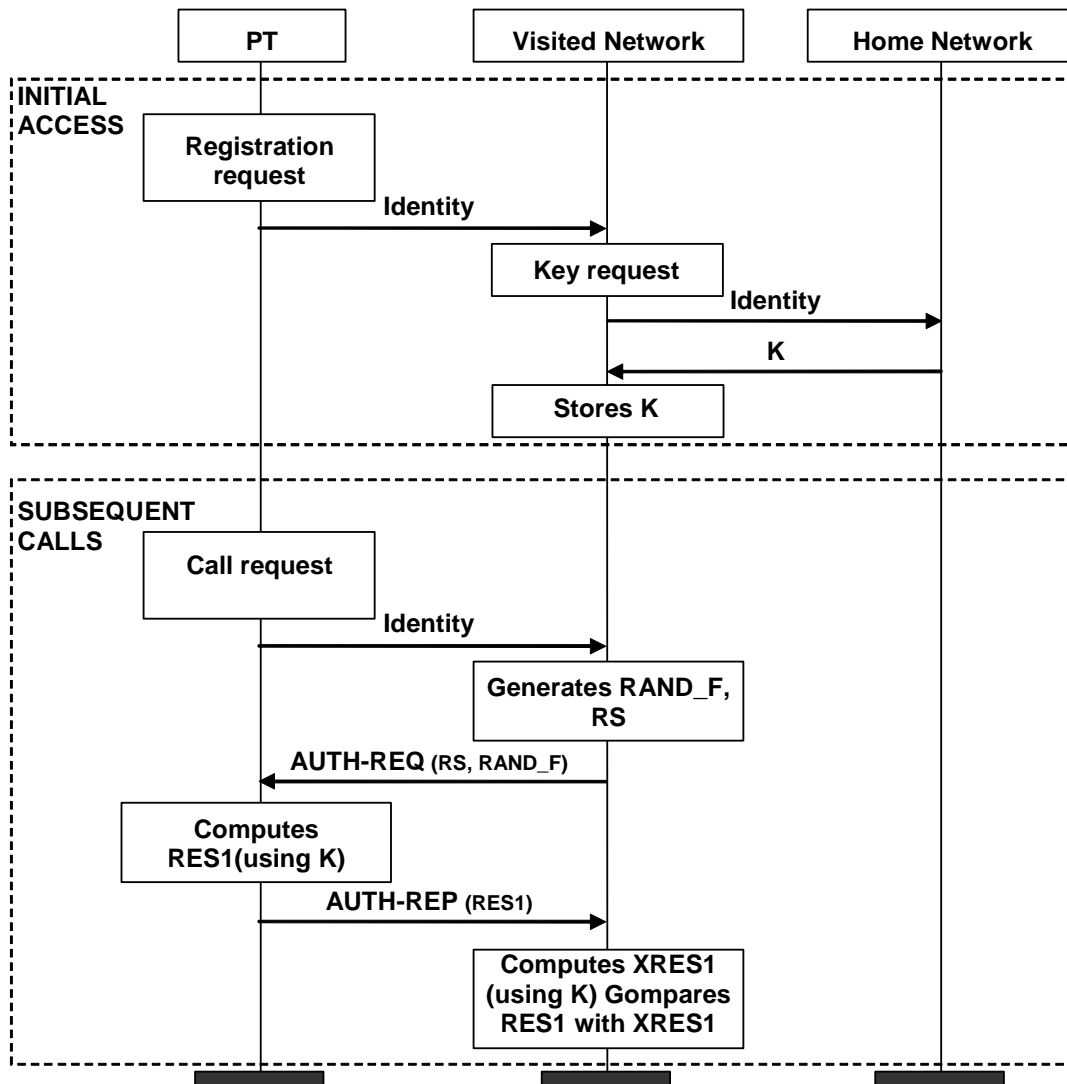 PT
Visited Network
Home Network
INITIAL
ACCESS
Registration
request
Identity
Key request
Identity
K
Stores K
SUBSEQUENT
CALLS
Call request
Identity
Generates RAND_F,
RS
AUTH-REQ (RS, RAND_F)
Computes
RES1(using K)
AUTH-REP (RES1)
Computes XRES1
(using K) Gompares
RES1 with XRES1